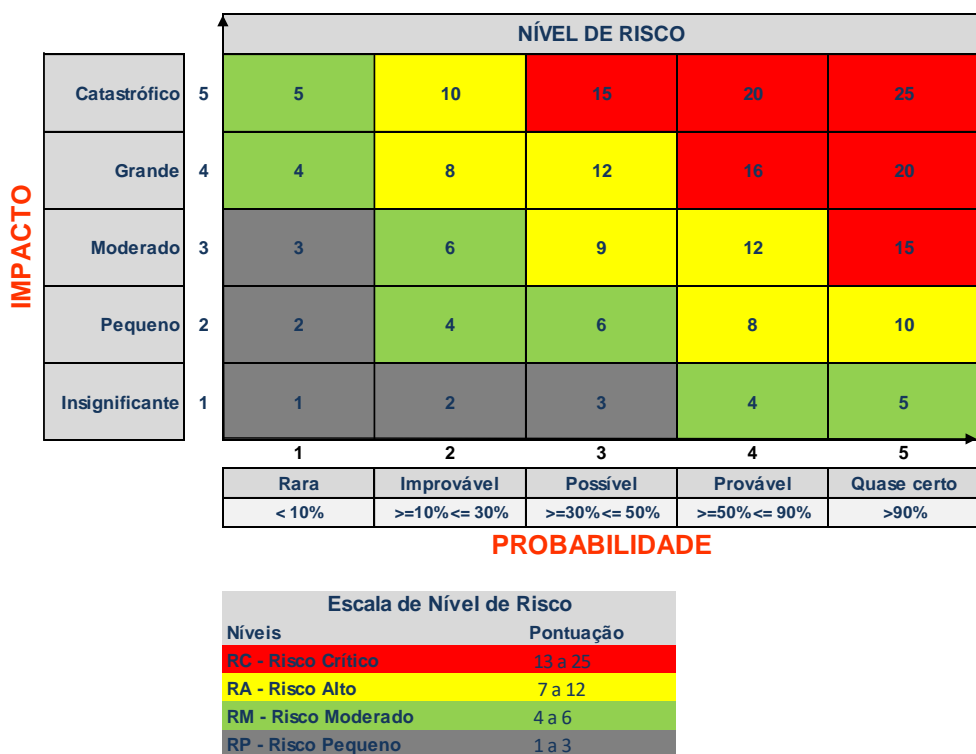 NÍVEL DE RISCO
IMPACTO
Catastrófico 5 5 10 15 20 25
Grande 4 4 8 12 16 20
Moderado 3 3 6 9 12 15
Pequeno 2 2 4 6 8 10
Insignificante 1 1 2 3 4 5
1 2 3 4 5
Rara Improvável Possível Provável Quase certo
< 10% >=10%<= 30% >=30%<= 50% >=50%<= 90% >90%
PROBABILIDADE
Escala de Nível de Risco
Níveis Pontuação
RC - Risco Crítico 13 a 25
RA - Risco Alto 7 a 12
RM - Risco Moderado 4 a 6
RP - Risco Pequeno 1 a 3